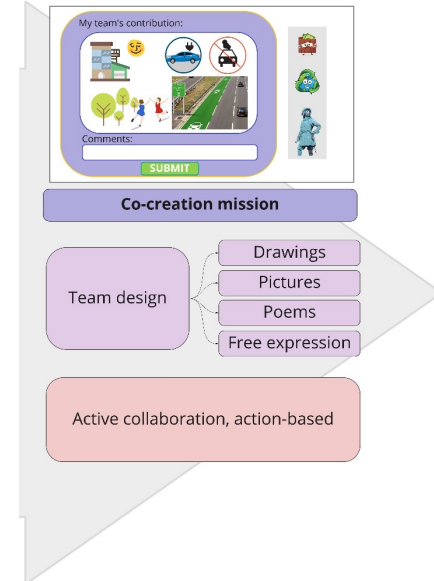 My team's contribution:
Comments:
SUBMIT
Co-creation mission
Team design
Drawings
Pictures
Poems
Free expression
Active collaboration, action-based